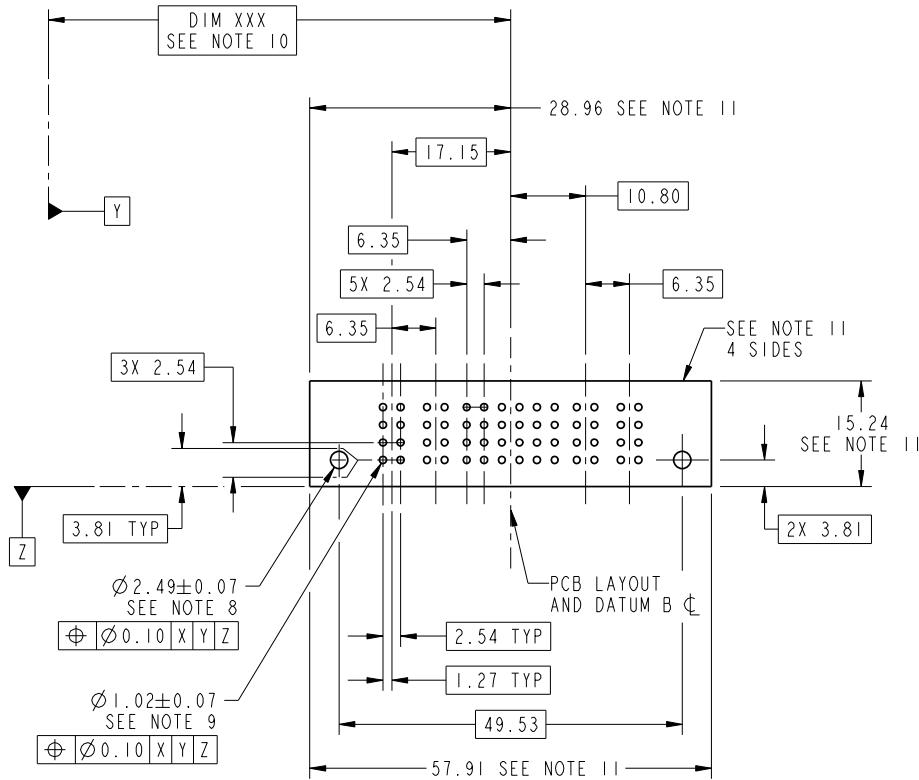 DIM XXX
SEE NOTE 10
28.96 SEE NOTE 11
17.15
10.80
Y
6.35
5X 2.54
6.35
6.35
SEE NOTE 11
4 SIDES
3X 2.54
15.24
SEE NOTE 11
3.81 TYP
2X 3.81
Z
Ø2.49±0.07
SEE NOTE 8
⌖ Ø0.10 X Y Z
PCB LAYOUT
AND DATUM B ℄
2.54 TYP
1.27 TYP
Ø1.02±0.07
SEE NOTE 9
⌖ Ø0.10 X Y Z
49.53
57.91 SEE NOTE 11